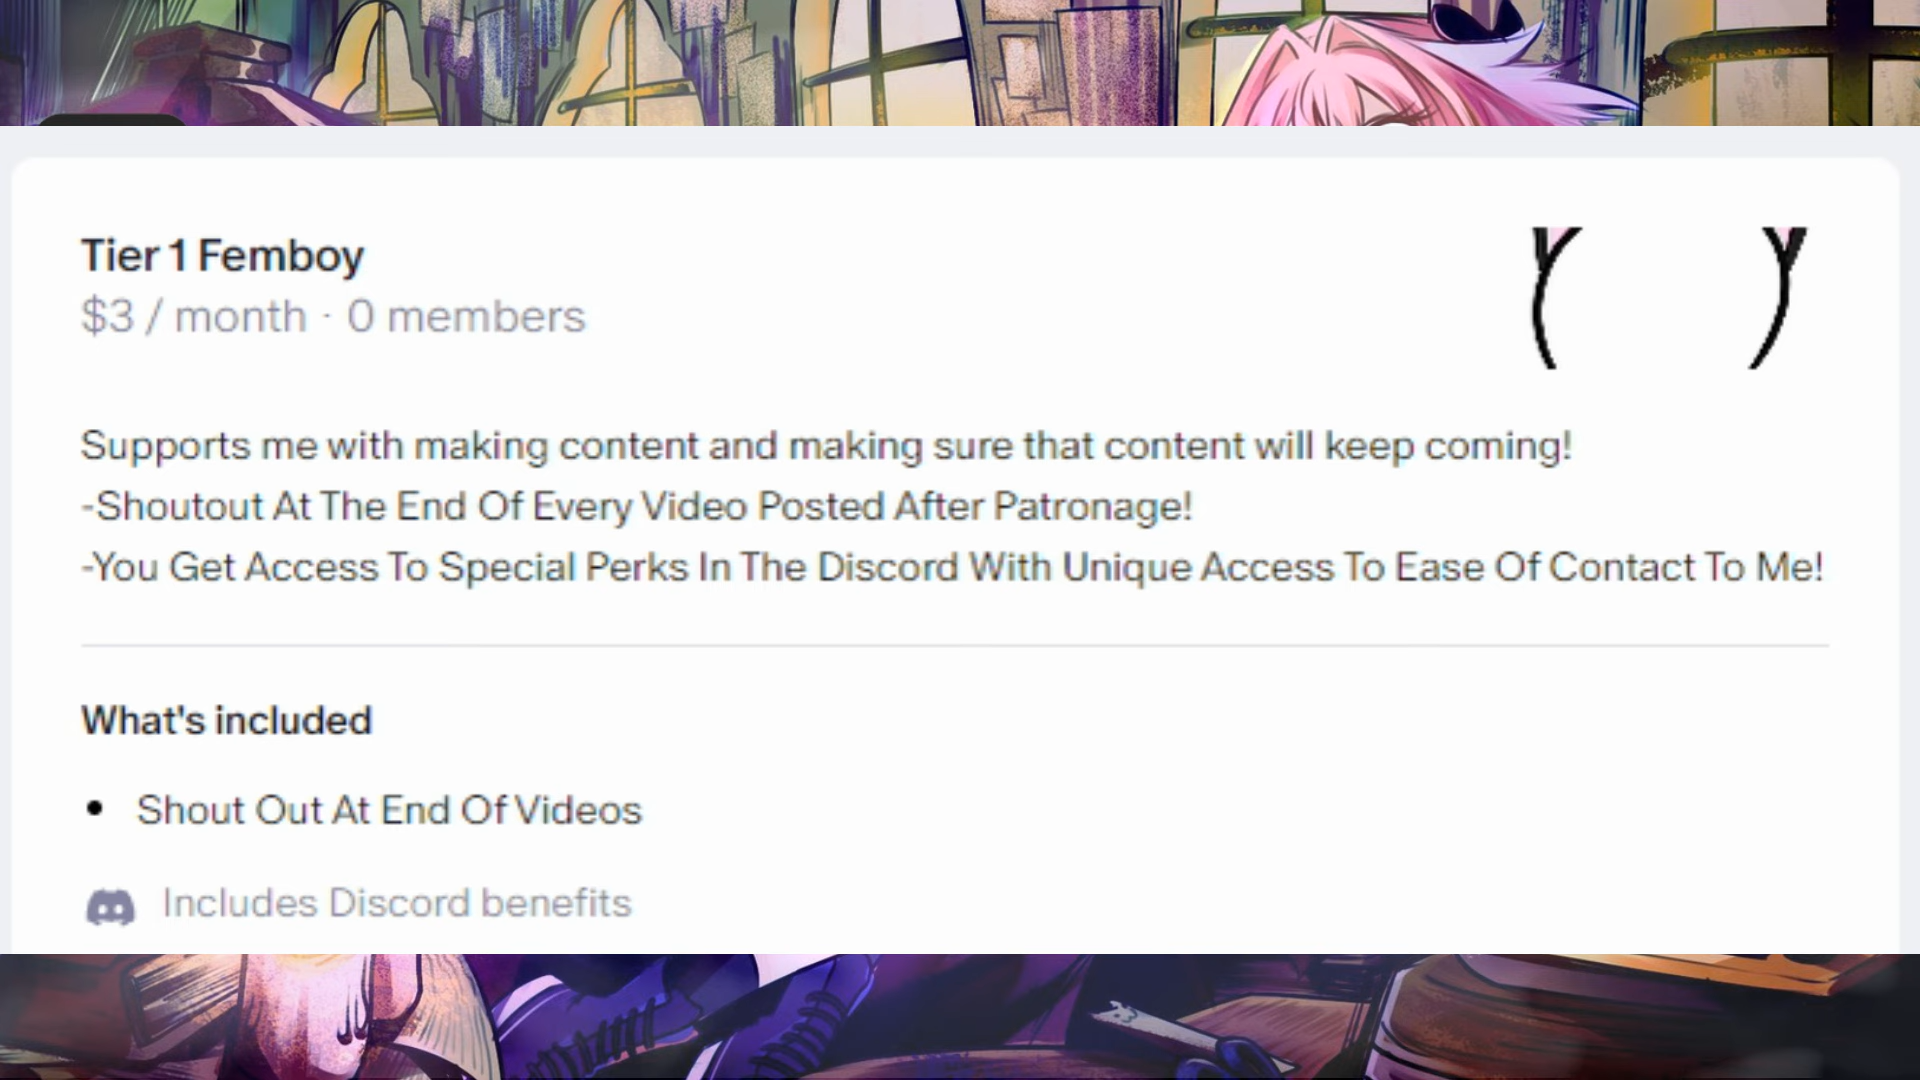 Tier 1 Femboy
$3 / month · 0 members
Supports me with making content and making sure that content will keep coming!
-Shoutout At The End Of Every Video Posted After Patronage!
-You Get Access To Special Perks In The Discord With Unique Access To Ease Of Contact To Me!
What's included
• Shout Out At End Of Videos
Includes Discord benefits